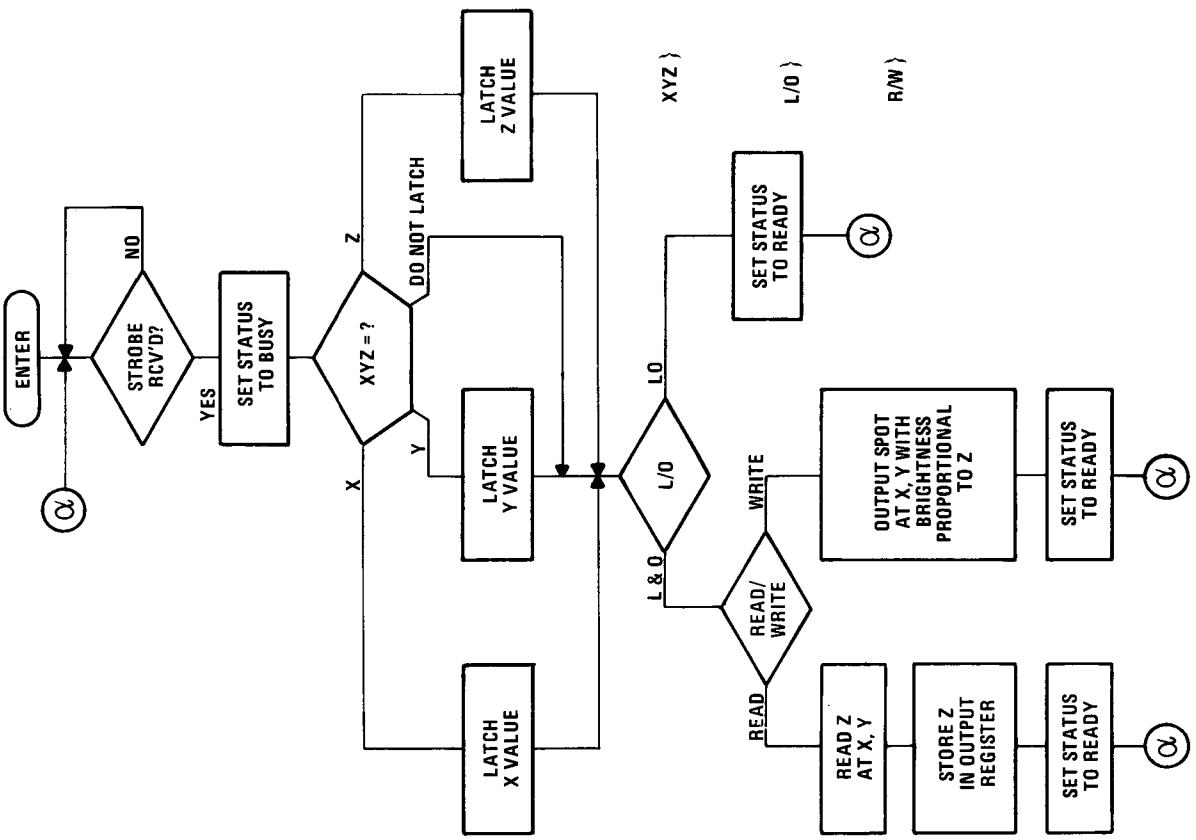 ENTER
α
STROBE
RCV'D?
NO
YES
SET STATUS
TO BUSY
XYZ = ?
X
Y
DO NOT LATCH
Z
LATCH
X VALUE
LATCH
Y VALUE
LATCH
Z VALUE
L/O
L & O
LO
READ/
WRITE
READ
WRITE
SET STATUS
TO READY
α
READ Z
AT X, Y
STORE Z
IN OUTPUT
REGISTER
SET STATUS
TO READY
α
OUTPUT SPOT
AT X, Y WITH
BRIGHTNESS
PROPORTIONAL
TO Z
SET STATUS
TO READY
α
XYZ }
L/O }
R/W }